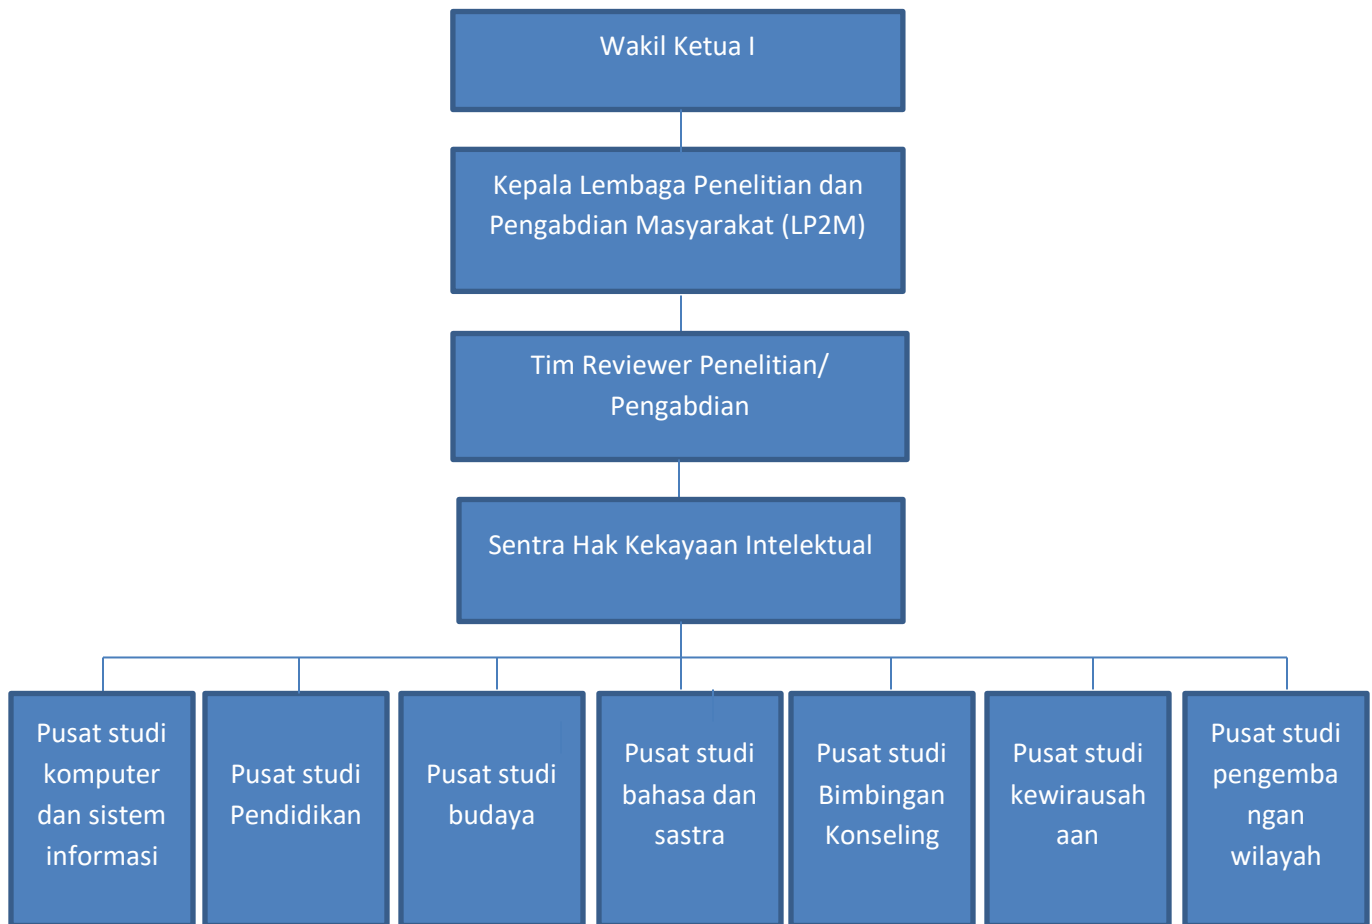 Wakil Ketua I
Kepala Lembaga Penelitian dan
Pengabdian Masyarakat (LP2M)
Tim Reviewer Penelitian/
Pengabdian
Sentra Hak Kekayaan Intelektual
Pusat studi
komputer
dan sistem
informasi
Pusat studi
Pendidikan
Pusat studi
budaya
Pusat studi
bahasa dan
sastra
Pusat studi
Bimbingan
Konseling
Pusat studi
kewirausah
aan
Pusat studi
pengemba
ngan
wilayah